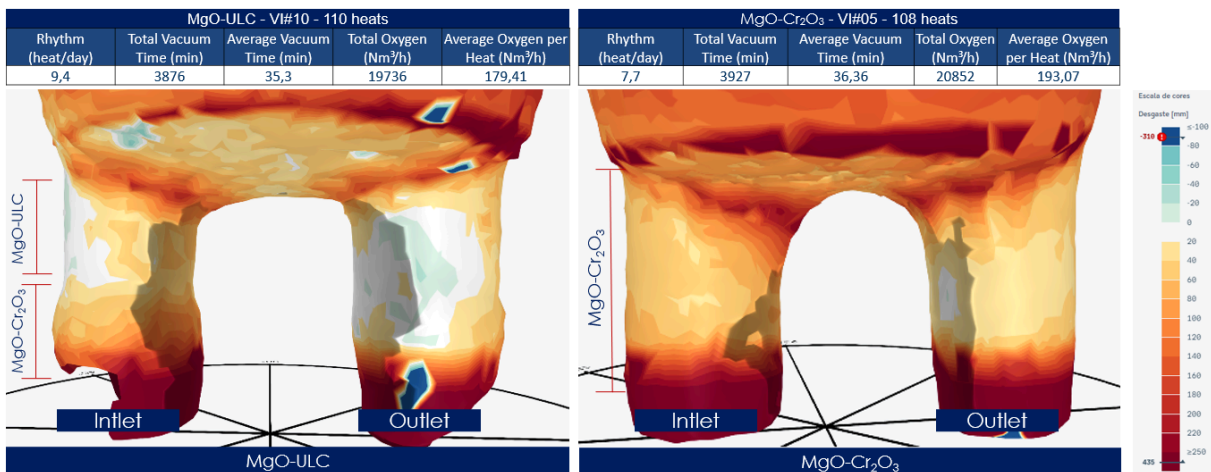 MgO-ULC - VI#10 - 110 heats
Rhythm (heat/day) Total Vacuum Time (min) Average Vacuum Time (min) Total Oxygen (Nm³/h) Average Oxygen per Heat (Nm³/h)
9,4 3876 35,3 19736 179,41
MgO-ULC
MgO-Cr₂O₃
Intlet
Outlet
MgO-ULC
MgO-Cr₂O₃ - VI#05 - 108 heats
Rhythm (heat/day) Total Vacuum Time (min) Average Vacuum Time (min) Total Oxygen (Nm³/h) Average Oxygen per Heat (Nm³/h)
7,7 3927 36,36 20852 193,07
MgO-Cr₂O₃
Intlet
Outlet
MgO-Cr₂O₃
Escala de cores
Desgaste [mm]
-310
≤-100
-80
-60
-40
-20
0
20
40
60
80
100
120
140
160
180
200
220
≥250
435